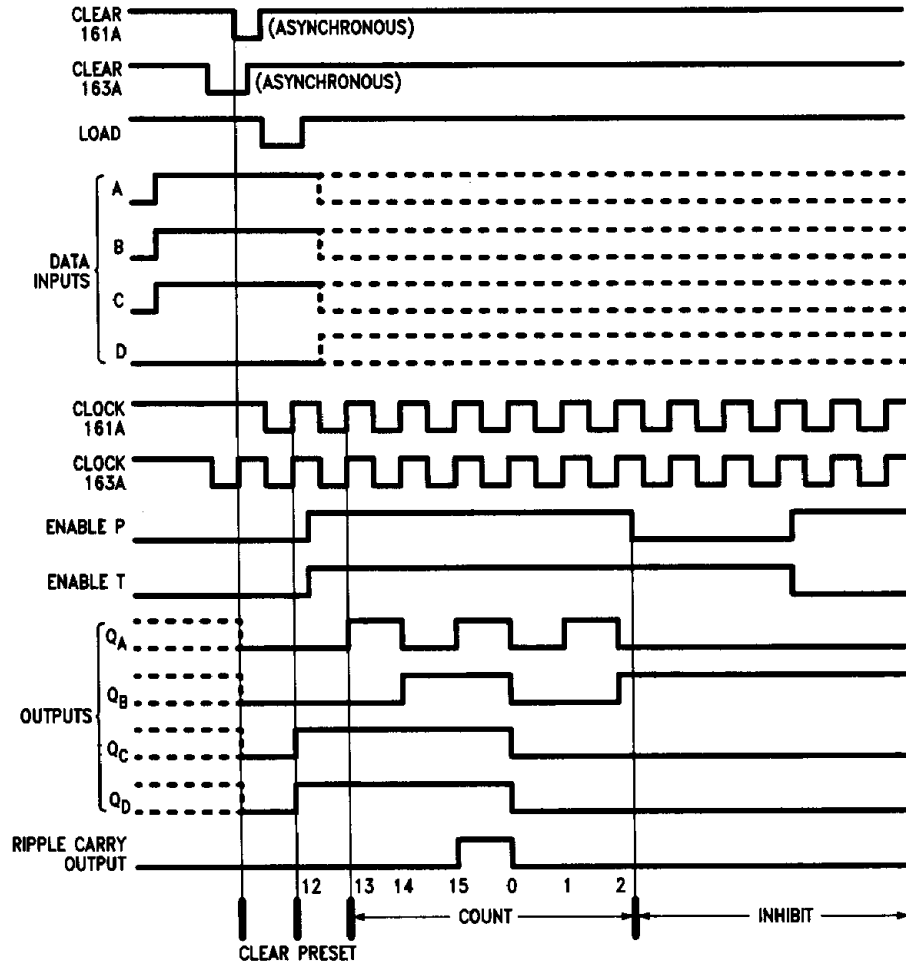 CLEAR
161A
(ASYNCHRONOUS)
CLEAR
163A
(ASYNCHRONOUS)
LOAD
DATA
INPUTS
A
B
C
D
CLOCK
161A
CLOCK
163A
ENABLE P
ENABLE T
OUTPUTS
QA
QB
QC
QD
RIPPLE CARRY
OUTPUT
12 13 14 15 0 1 2
COUNT
INHIBIT
CLEAR PRESET